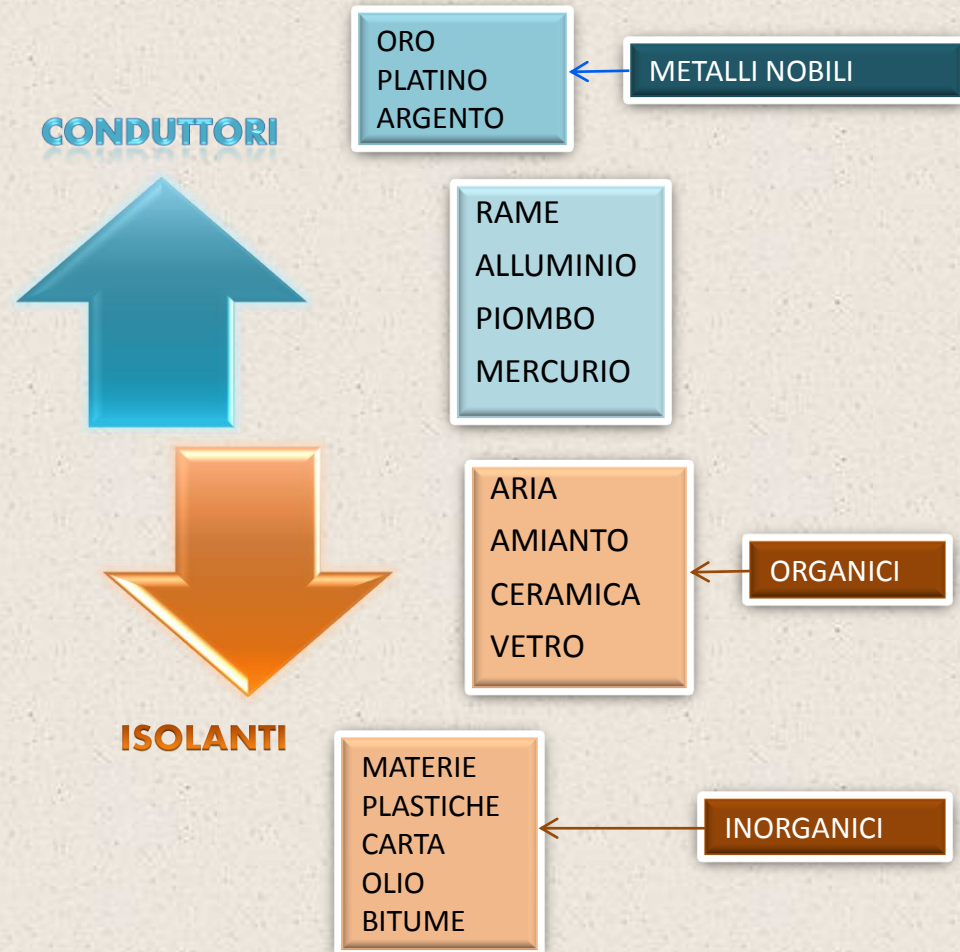 ORO
PLATINO
ARGENTO
METALLI NOBILI
CONDUTTORI
RAME
ALLUMINIO
PIOMBO
MERCURIO
ARIA
AMIANTO
CERAMICA
VETRO
ORGANICI
ISOLANTI
MATERIE
PLASTICHE
CARTA
OLIO
BITUME
INORGANICI